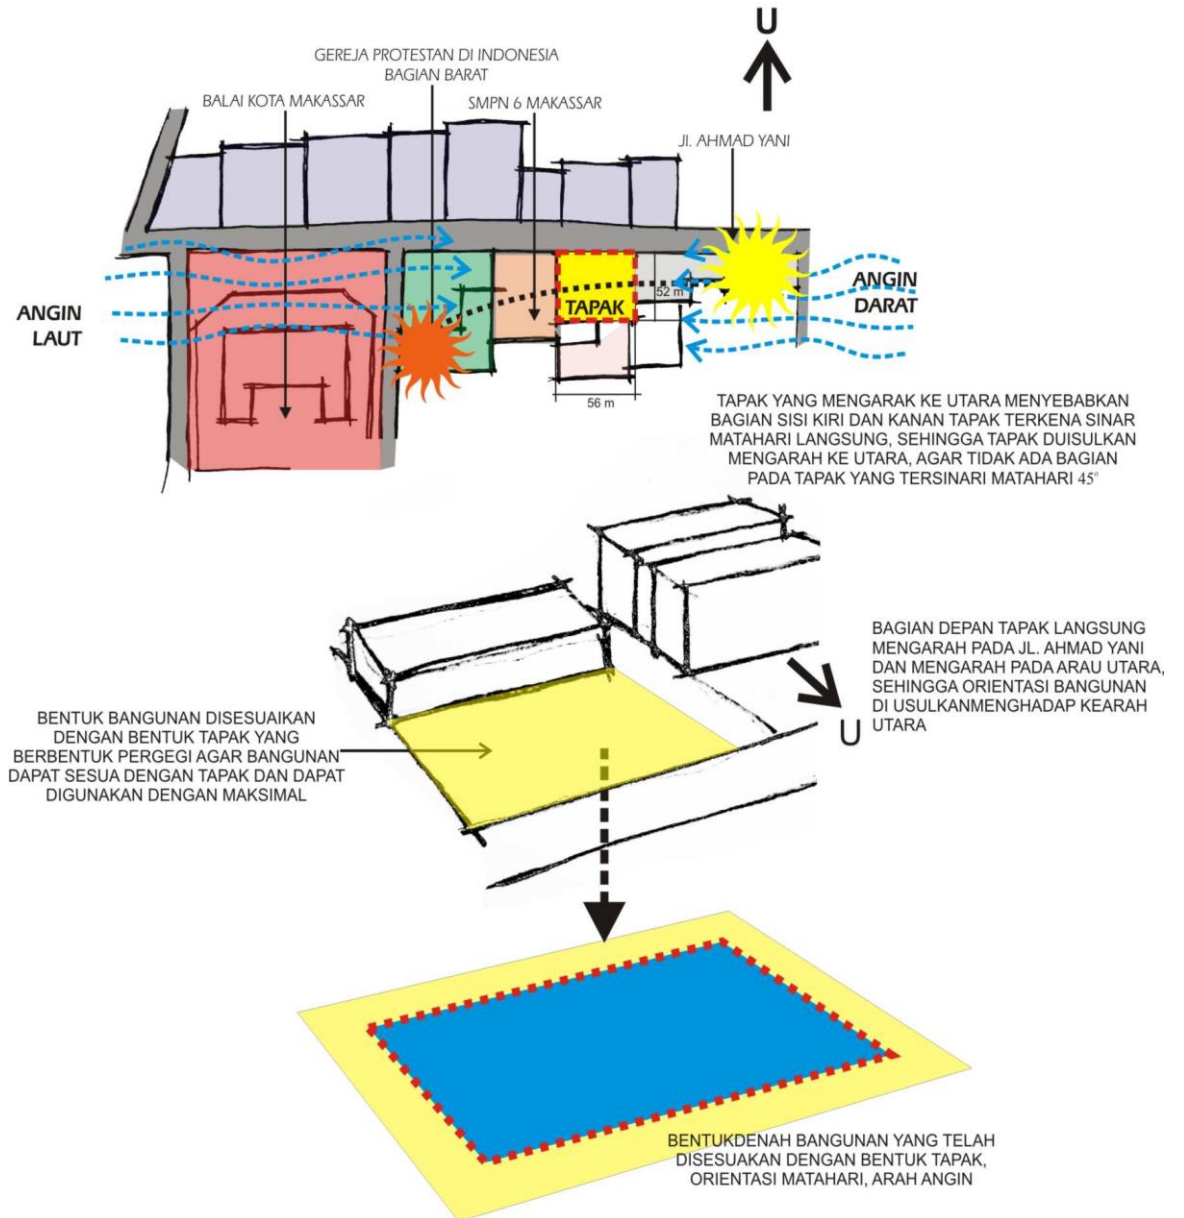 U
GEREJA PROTESTAN DI INDONESIA
BAGIAN BARAT
BALAI KOTA MAKASSAR
SMPN 6 MAKASSAR
Jl. AHMAD YANI
ANGIN
LAUT
TAPAK
52 m
ANGIN
DARAT
56 m
TAPAK YANG MENGARAK KE UTARA MENYEBABKAN
BAGIAN SISI KIRI DAN KANAN TAPAK TERKENA SINAR
MATAHARI LANGSUNG, SEHINGGA TAPAK DUISULKAN
MENGARAH KE UTARA, AGAR TIDAK ADA BAGIAN
PADA TAPAK YANG TERSINARI MATAHARI 45°
BAGIAN DEPAN TAPAK LANGSUNG
MENGARAH PADA JL. AHMAD YANI
DAN MENGARAH PADA ARAU UTARA,
SEHINGGA ORIENTASI BANGUNAN
DI USULKANMENGHADAP KEARAH
UTARA
U
BENTUK BANGUNAN DISESUAIKAN
DENGAN BENTUK TAPAK YANG
BERBENTUK PERGEGI AGAR BANGUNAN
DAPAT SESUA DENGAN TAPAK DAN DAPAT
DIGUNAKAN DENGAN MAKSIMAL
BENTUKDENAH BANGUNAN YANG TELAH
DISESUAKAN DENGAN BENTUK TAPAK,
ORIENTASI MATAHARI, ARAH ANGIN